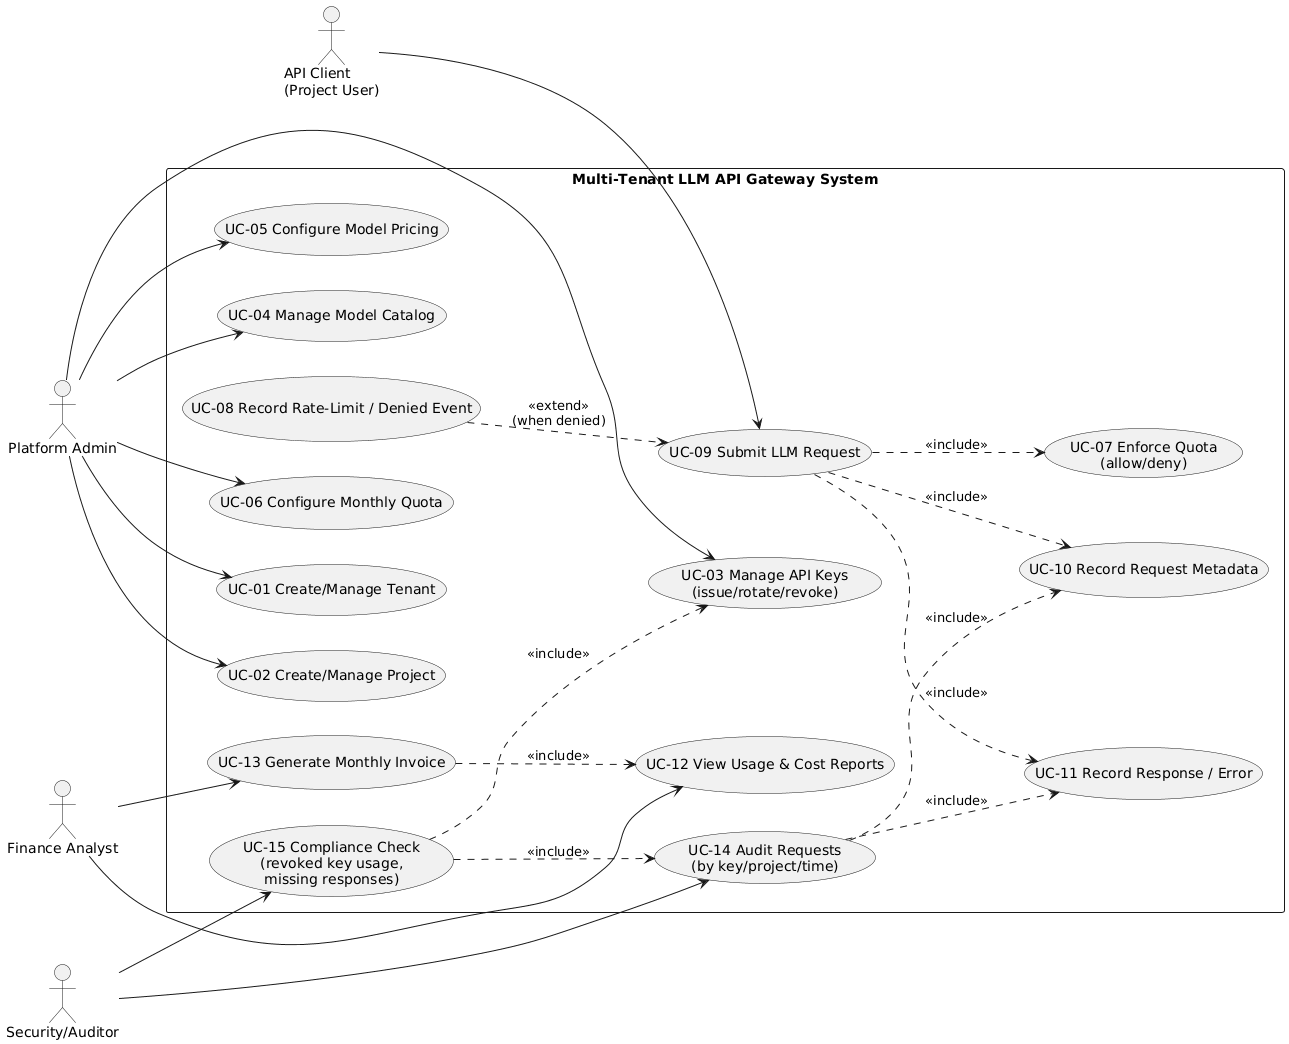 API Client
(Project User)
Multi-Tenant LLM API Gateway System
UC-05 Configure Model Pricing
UC-04 Manage Model Catalog
UC-08 Record Rate-Limit / Denied Event
«extend»
(when denied)
Platform Admin
UC-09 Submit LLM Request
«include»
UC-07 Enforce Quota
(allow/deny)
UC-06 Configure Monthly Quota
«include»
UC-10 Record Request Metadata
UC-01 Create/Manage Tenant
UC-03 Manage API Keys
(issue/rotate/revoke)
«include»
UC-02 Create/Manage Project
«include»
«include»
UC-13 Generate Monthly Invoice
«include»
UC-12 View Usage & Cost Reports
UC-11 Record Response / Error
«include»
Finance Analyst
UC-15 Compliance Check
(revoked key usage,
missing responses)
«include»
UC-14 Audit Requests
(by key/project/time)
Security/Auditor